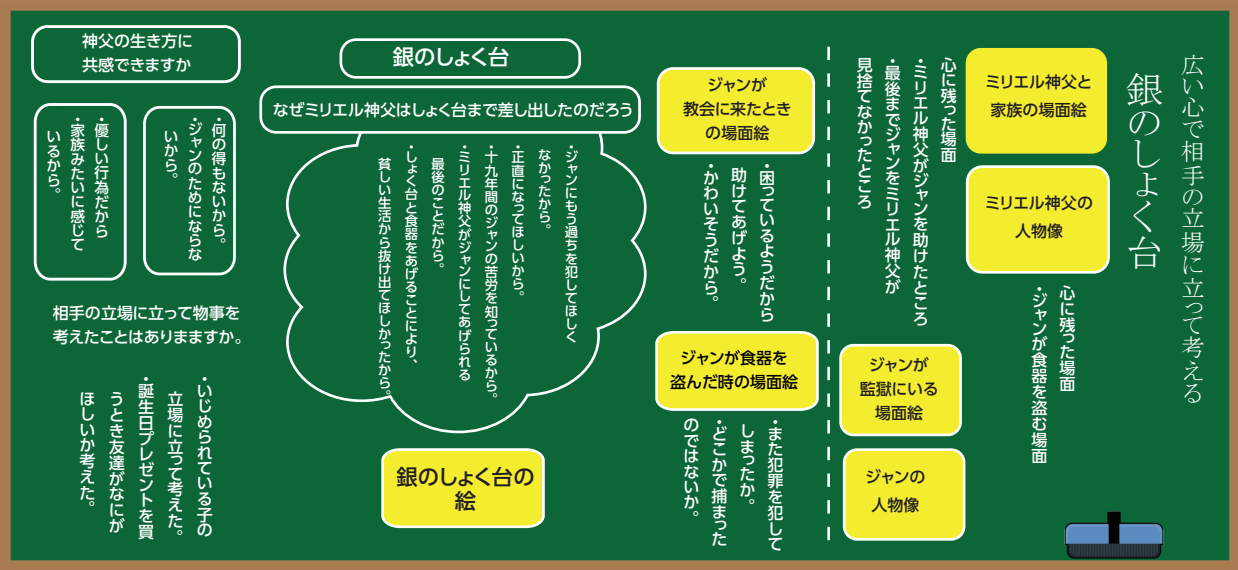 広い心で相手の立場に立って考える
銀のしょく台
ミリエル神父と
家族の場面絵
ミリエル神父の
人物像
心に残った場面
・ジャンが食器を盗む場面
心に残った場面
・ミリエル神父がジャンを助けたところ
・最後までジャンをミリエル神父が
見捨てなかったところ
ジャンが
監獄にいる
場面絵
ジャンの
人物像
ジャンが
教会に来たとき
の場面絵
・困っているようだから
助けてあげよう。
・かわいそうだから。
ジャンが食器を
盗んだ時の場面絵
・また犯罪を犯して
しまったか。
・どこかで捕まった
のではないか。
銀のしょく台
なぜミリエル神父はしょく台まで差し出したのだろう
・ジャンにもう過ちを犯してほしく
なかったから。
・正直になってほしいから。
・十九年間のジャンの苦労を知っているから。
・ミリエル神父がジャンにしてあげられる
最後のことだから。
・しょく台と食器をあげることにより、
貧しい生活から抜け出てほしかったから。
銀のしょく台の
絵
神父の生き方に
共感できますか
・何の得もないから。
・ジャンのためにならな
いから。
・優しい行為だから
・家族みたいに感じて
いるから。
相手の立場に立って物事を
考えたことはありまますか。
・いじめられている子の
立場に立つて考えた。
・誕生日プレゼントを買
うとき友達がなにが
ほしいか考えた。